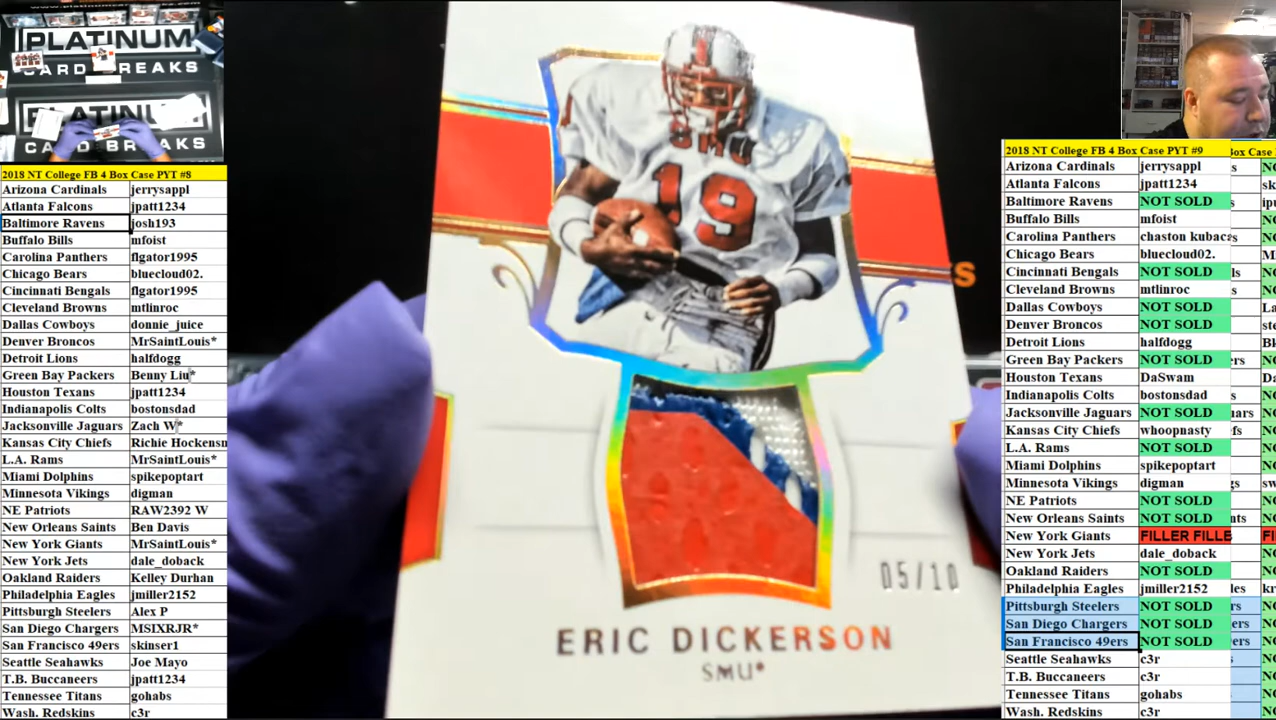 PLATINUM
CARD BREAKS
PLATINUM
CARD BREAKS
2018 NT College FB 4 Box Case PYT #8
Arizona Cardinals jerrysappl
Atlanta Falcons jpatt1234
Baltimore Ravens josh193
Buffalo Bills mfoist
Carolina Panthers flgator1995
Chicago Bears bluecloud02.
Cincinnati Bengals flgator1995
Cleveland Browns mtlinroc
Dallas Cowboys donnie_juice
Denver Broncos MrSaintLouis*
Detroit Lions halfdogg
Green Bay Packers Benny Liu*
Houston Texans jpatt1234
Indianapolis Colts bostonsdad
Jacksonville Jaguars Zach W*
Kansas City Chiefs Richie Hockensn
L.A. Rams MrSaintLouis*
Miami Dolphins spikepoptart
Minnesota Vikings digman
NE Patriots RAW2392 W
New Orleans Saints Ben Davis
New York Giants MrSaintLouis*
New York Jets dale_doback
Oakland Raiders Kelley Durhan
Philadelphia Eagles jmiller2152
Pittsburgh Steelers Alex P
San Diego Chargers MSIXRJR*
San Francisco 49ers skinser1
Seattle Seahawks Joe Mayo
T.B. Buccaneers jpatt1234
Tennessee Titans gohabs
Wash. Redskins c3r
SMU
19
05/10
ERIC DICKERSON
SMU*
2018 NT College FB 4 Box Case PYT #9
Arizona Cardinals jerrysappl
Atlanta Falcons jpatt1234
Baltimore Ravens NOT SOLD
Buffalo Bills mfoist
Carolina Panthers chaston kubacs
Chicago Bears bluecloud02.
Cincinnati Bengals NOT SOLD
Cleveland Browns mtlinroc
Dallas Cowboys NOT SOLD
Denver Broncos NOT SOLD
Detroit Lions halfdogg
Green Bay Packers NOT SOLD
Houston Texans DaSwam
Indianapolis Colts bostonsdad
Jacksonville Jaguars NOT SOLD
Kansas City Chiefs whoopnasty
L.A. Rams NOT SOLD
Miami Dolphins spikepoptart
Minnesota Vikings digman
NE Patriots NOT SOLD
New Orleans Saints NOT SOLD
New York Giants FILLER FILLE
New York Jets dale_doback
Oakland Raiders NOT SOLD
Philadelphia Eagles jmiller2152
Pittsburgh Steelers NOT SOLD
San Diego Chargers NOT SOLD
San Francisco 49ers NOT SOLD
Seattle Seahawks c3r
T.B. Buccaneers c3r
Tennessee Titans gohabs
Wash. Redskins c3r